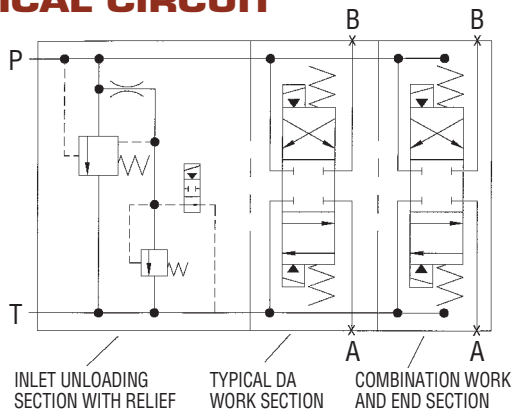 ICAL CIRCUIT
B
B
P
T
A
A
INLET UNLOADING
SECTION WITH RELIEF
TYPICAL DA
WORK SECTION
COMBINATION WORK
AND END SECTION